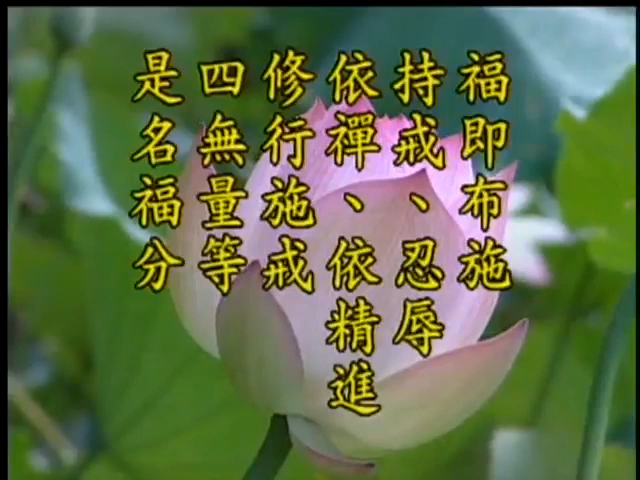 福即布施
持戒、忍辱
依禪、依精進
修行施戒
四無量等
是名福分